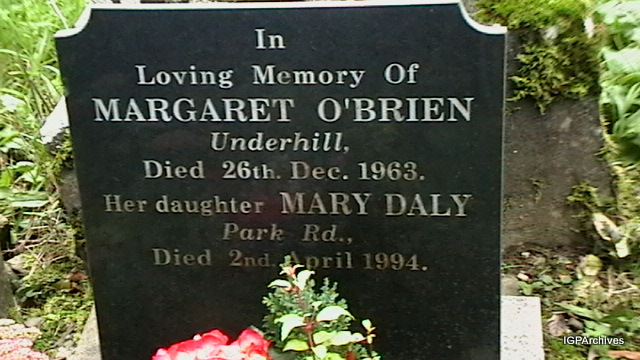 In
Loving Memory Of
MARGARET O'BRIEN
Underhill,
Died 26th. Dec. 1963.
Her daughter MARY DALY
Park Rd.,
Died 2nd. April 1994.
IGPArchives